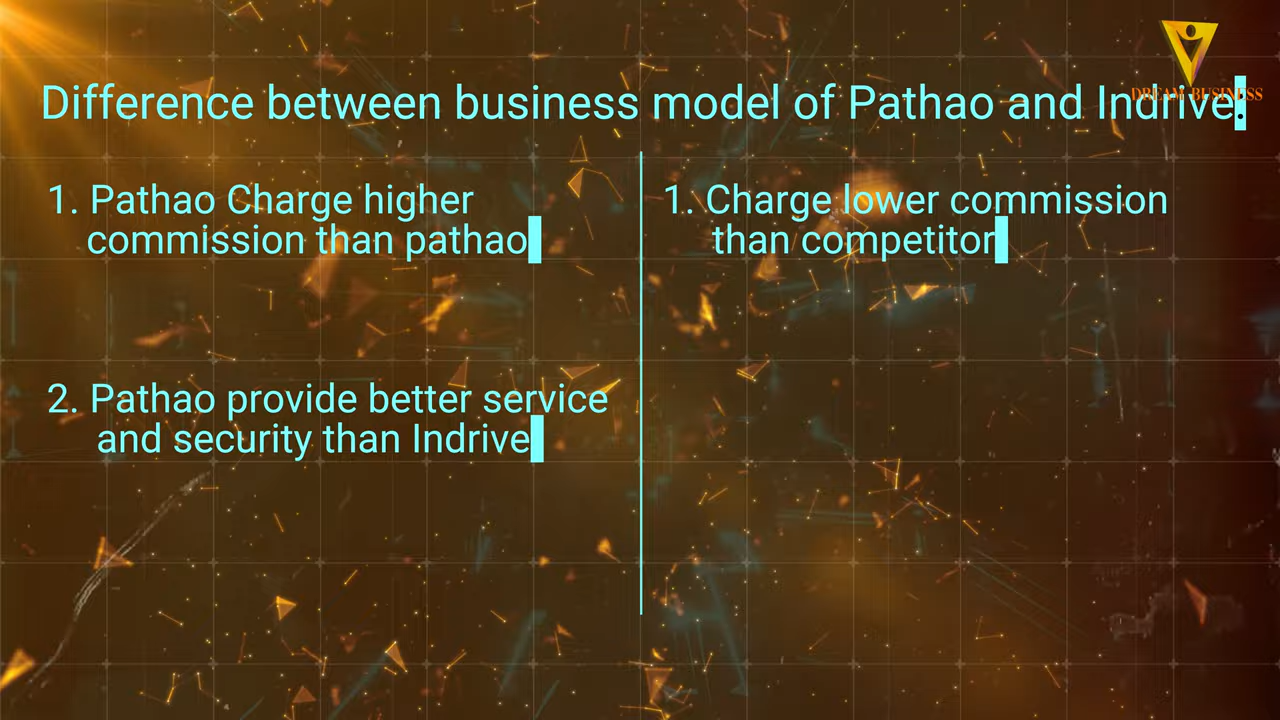 Difference between business model of Pathao and Indrive:
DREAM BUSINESS
1. Pathao Charge higher
commission than pathao
1. Charge lower commission
than competitor
2. Pathao provide better service
and security than Indrive